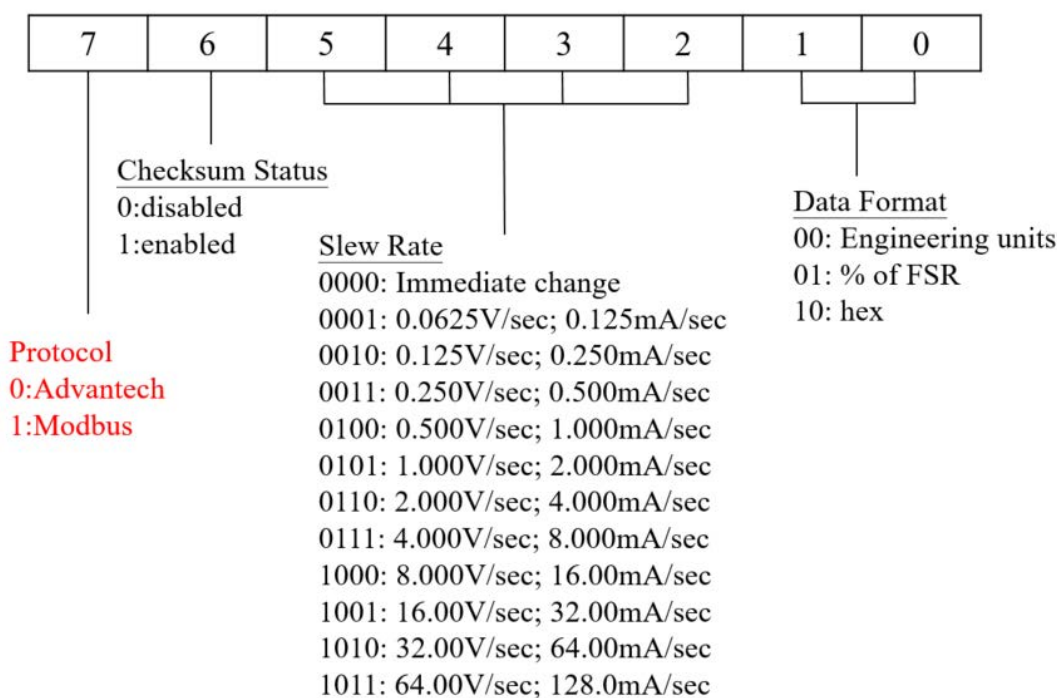 7 6 5 4 3 2 1 0
Checksum Status
0:disabled
1:enabled
Protocol
0:Advantech
1:Modbus
Slew Rate
0000: Immediate change
0001: 0.0625V/sec; 0.125mA/sec
0010: 0.125V/sec; 0.250mA/sec
0011: 0.250V/sec; 0.500mA/sec
0100: 0.500V/sec; 1.000mA/sec
0101: 1.000V/sec; 2.000mA/sec
0110: 2.000V/sec; 4.000mA/sec
0111: 4.000V/sec; 8.000mA/sec
1000: 8.000V/sec; 16.00mA/sec
1001: 16.00V/sec; 32.00mA/sec
1010: 32.00V/sec; 64.00mA/sec
1011: 64.00V/sec; 128.0mA/sec
Data Format
00: Engineering units
01: % of FSR
10: hex